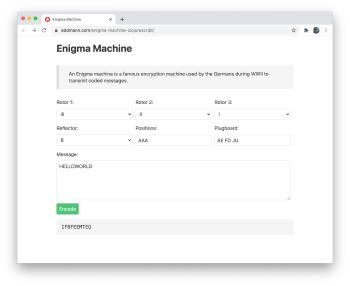 Enigma Machine
eddmann.com/enigma-machine-clojurescript/
Enigma Machine
An Enigma machine is a famous encryption machine used by the Germans during WWII to
transmit coded messages.
Rotor 1: Rotor 2: Rotor 3:
III II I
Reflector: Positions: Plugboard:
B AAA AE FD JU
Message:
HELLOWORLD
Encode